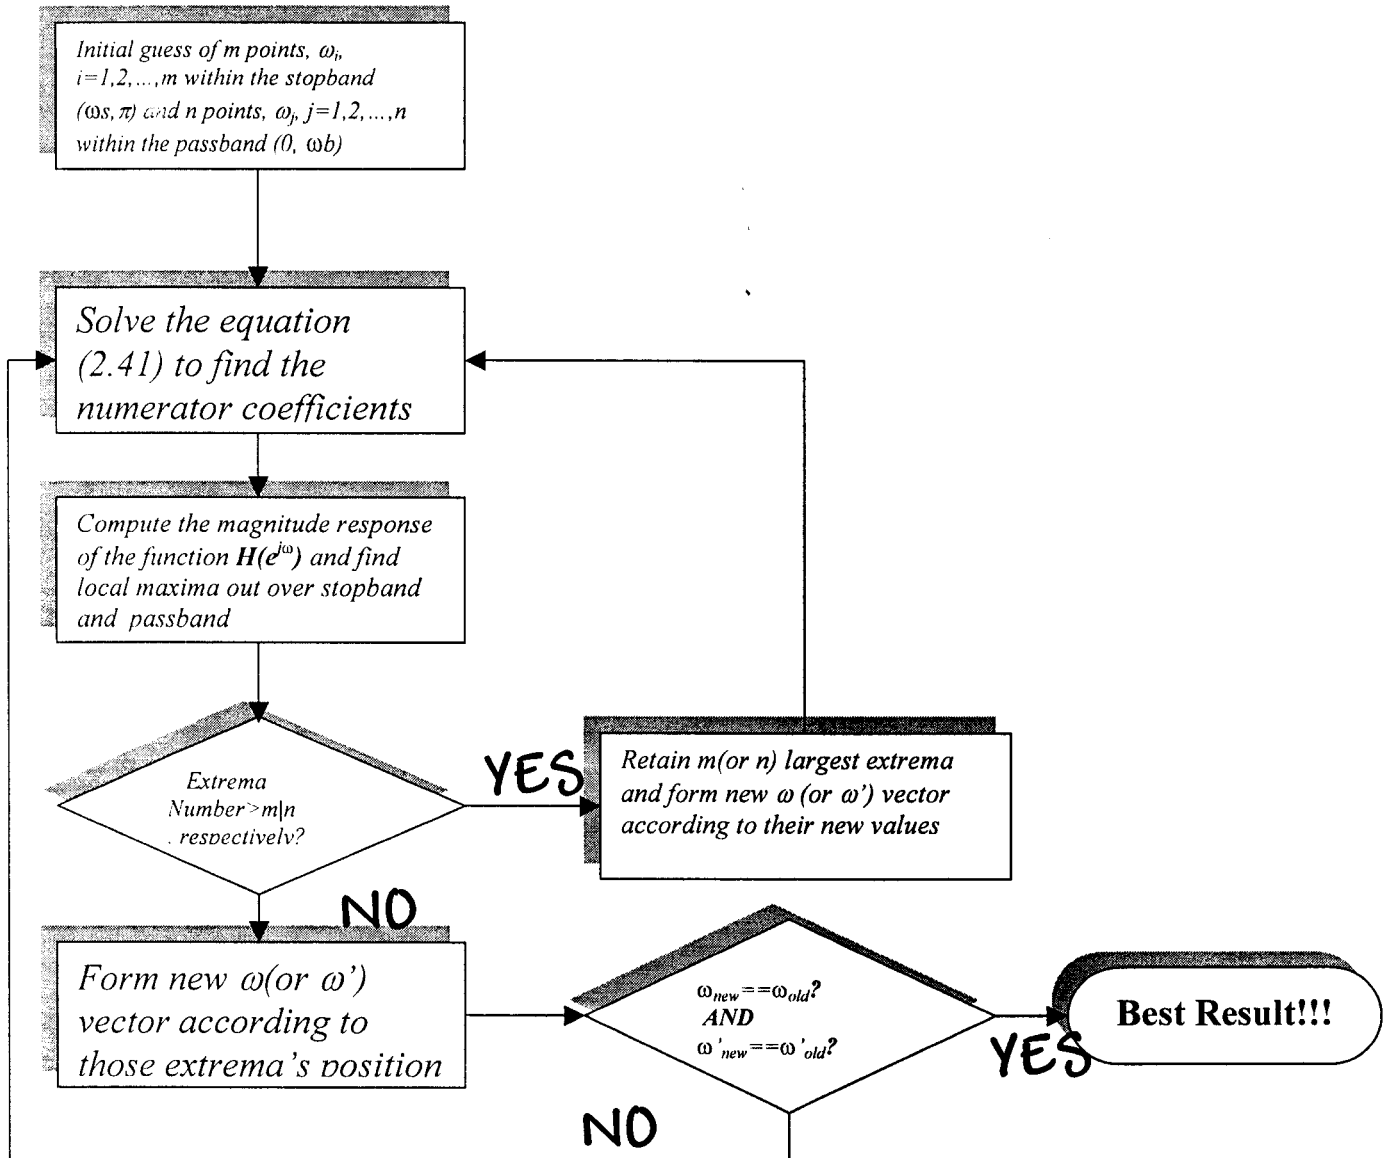 Initial guess of m points, ωi,
i=1,2,...,m within the stopband
(ωs, π) and n points, ωj, j=1,2,...,n
within the passband (0, ωb)
Solve the equation
(2.41) to find the
numerator coefficients
Compute the magnitude response
of the function H(e^jω) and find
local maxima out over stopband
and passband
Extrema
Number>m|n
respectively?
YES
Retain m(or n) largest extrema
and form new ω (or ω') vector
according to their new values
NO
Form new ω(or ω')
vector according to
those extrema's position
ωnew==ωold?
AND
ω'new==ω'old?
YES
Best Result!!!
NO